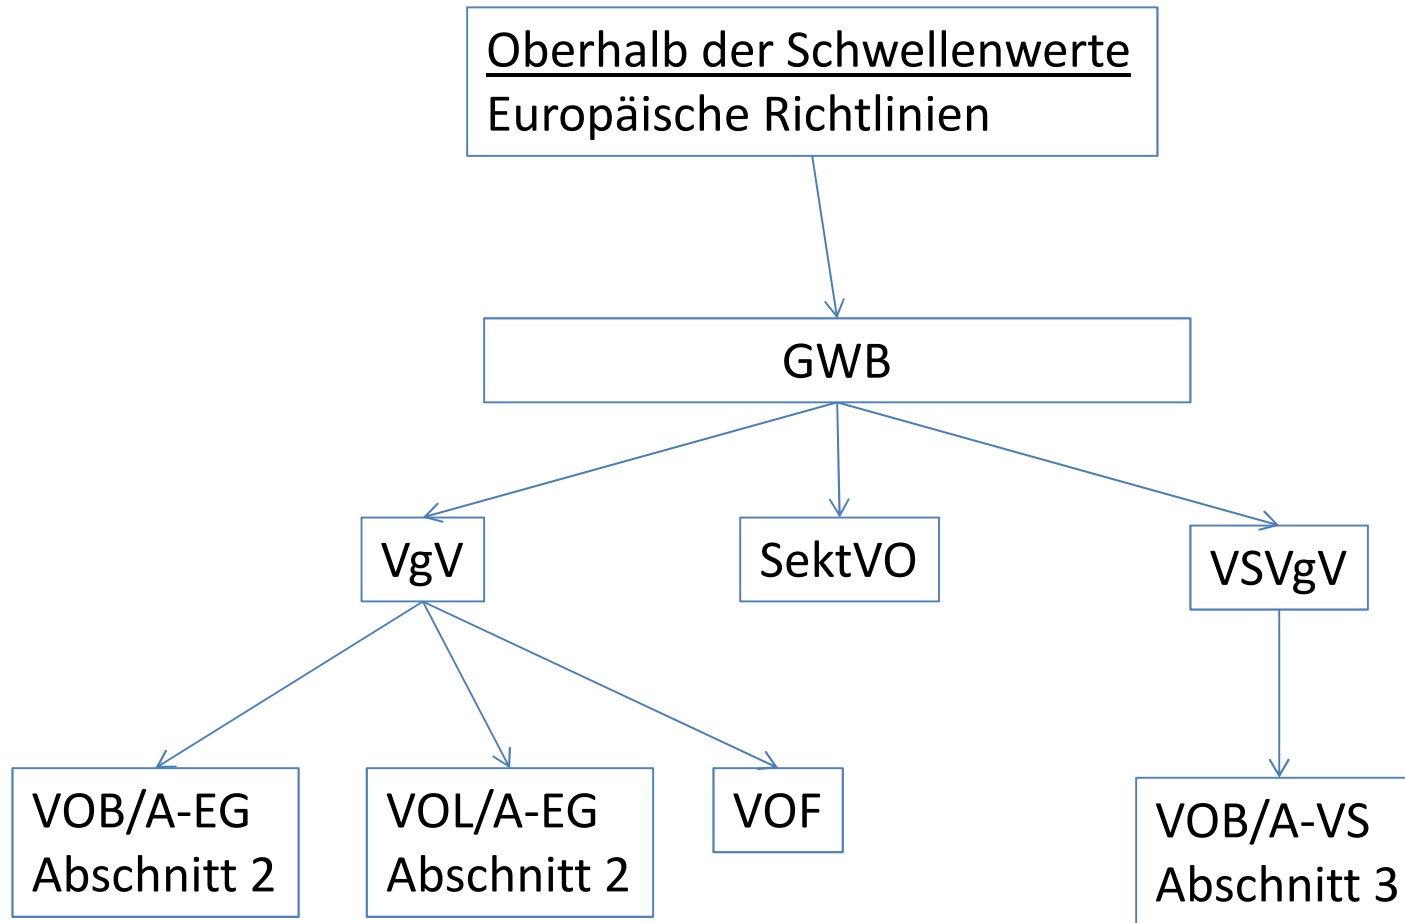 Oberhalb der Schwellenwerte
Europäische Richtlinien
GWB
VgV
SektVO
VSVgV
VOB/A-EG
Abschnitt 2
VOL/A-EG
Abschnitt 2
VOF
VOB/A-VS
Abschnitt 3